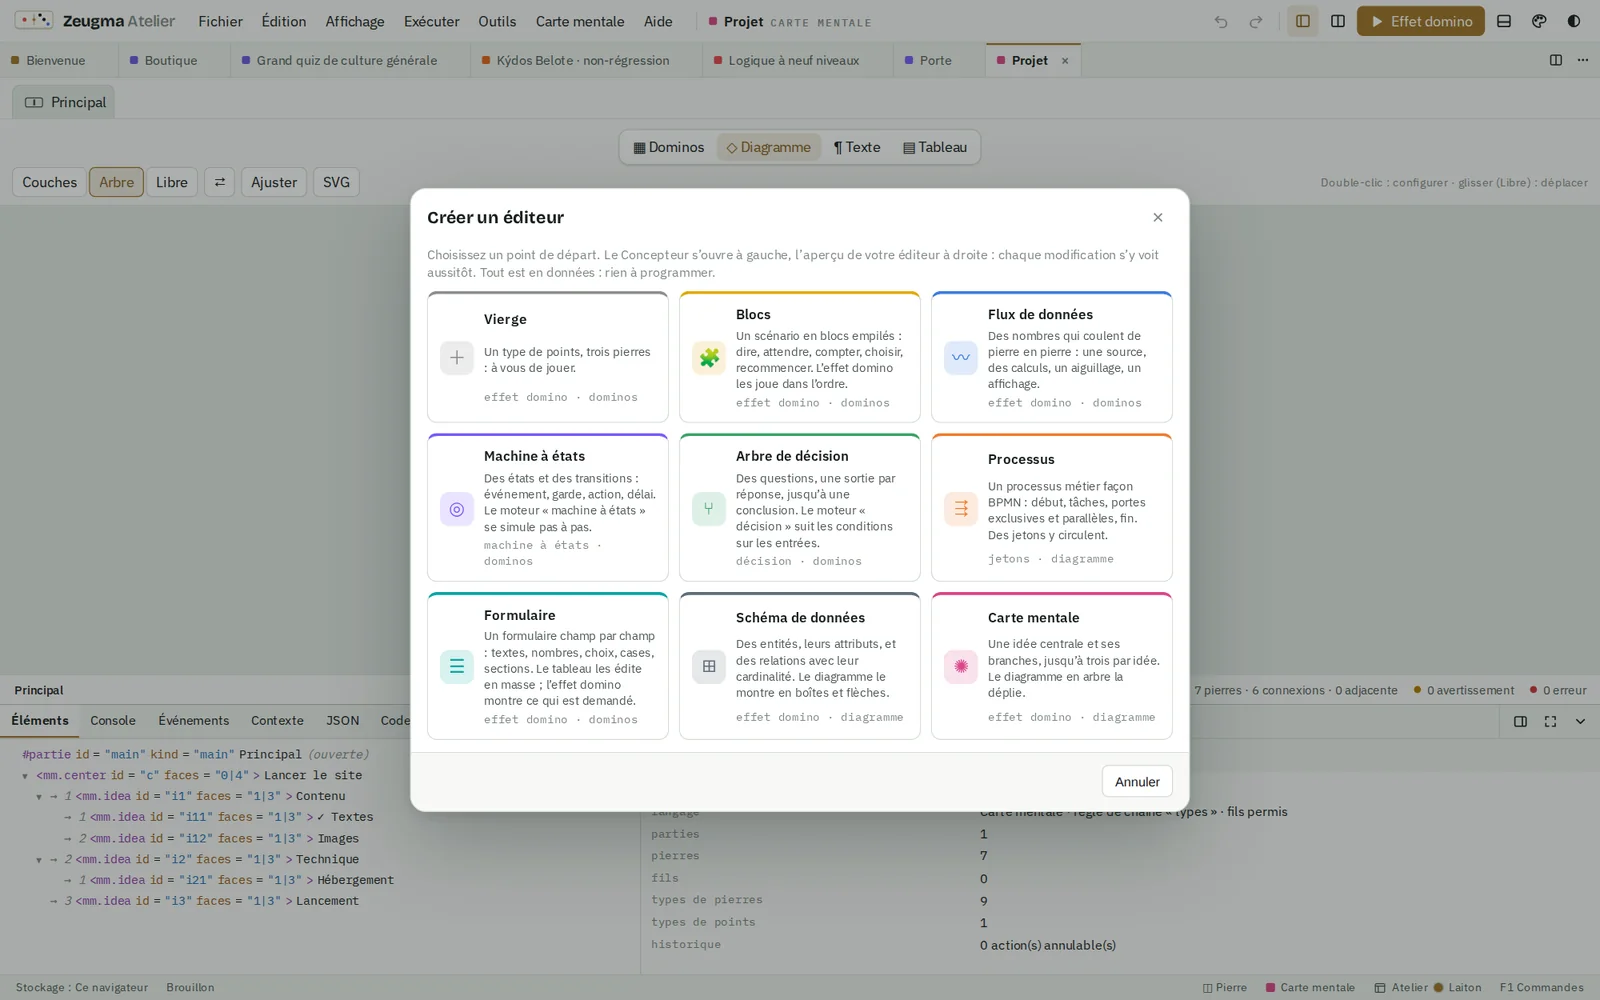 Zeugma Atelier Fichier Édition Affichage Exécuter Outils Carte mentale Aide Projet CARTE MENTALE Effet domino
Bienvenue Boutique Grand quiz de culture générale Kýdos Belote · non-régression Logique à neuf niveaux Porte Projet ×
Principal
Dominos Diagramme ¶ Texte Tableau
Couches Arbre Libre ⇄ Ajuster SVG Double-clic : configurer · glisser (Libre) : déplacer
Créer un éditeur
Choisissez un point de départ. Le Concepteur s’ouvre à gauche, l’aperçu de votre éditeur à droite : chaque modification s’y voit
aussitôt. Tout est en données : rien à programmer.
Vierge
Un type de points, trois pierres
: à vous de jouer.
effet domino · dominos
Blocs
Un scénario en blocs empilés :
dire, attendre, compter, choisir,
recommencer. L’effet domino
les joue dans l’ordre.
effet domino · dominos
Flux de données
Des nombres qui coulent de
pierre en pierre : une source,
des calculs, un aiguillage, un
affichage.
effet domino · dominos
Machine à états
Des états et des transitions :
événement, garde, action, délai.
Le moteur « machine à états »
se simule pas à pas.
machine à états ·
dominos
Arbre de décision
Des questions, une sortie par
réponse, jusqu’à une
conclusion. Le moteur «
décision » suit les conditions
sur les entrées.
décision · dominos
Processus
Un processus métier façon
BPMN : début, tâches, portes
exclusives et parallèles, fin.
Des jetons y circulent.
jetons · diagramme
Formulaire
Un formulaire champ par champ
: textes, nombres, choix, cases,
sections. Le tableau les édite
en masse ; l’effet domino
montre ce qui est demandé.
effet domino · dominos
Schéma de données
Des entités, leurs attributs, et
des relations avec leur
cardinalité. Le diagramme le
montre en boîtes et flèches.
effet domino · diagramme
Carte mentale
Une idée centrale et ses
branches, jusqu’à trois par idée.
Le diagramme en arbre la
déplie.
effet domino · diagramme
Annuler
Principal 7 pierres · 6 connexions · 0 adjacente 0 avertissement 0 erreur
Éléments Console Événements Contexte JSON Code
#partie id = "main" kind = "main" Principal (ouverte)
▾ <mm.center id = "c" faces = "0|4" > Lancer le site
▾ → 1 <mm.idea id = "i1" faces = "1|3" > Contenu
→ 1 <mm.idea id = "i11" faces = "1|3" > ✓ Textes
→ 2 <mm.idea id = "i12" faces = "1|3" > Images
▾ → 2 <mm.idea id = "i2" faces = "1|3" > Technique
→ 1 <mm.idea id = "i21" faces = "1|3" > Hébergement
→ 3 <mm.idea id = "i3" faces = "1|3" > Lancement
langage Carte mentale · règle de chaîne « types » · fils permis
parties 1
pierres 7
fils 0
types de pierres 9
types de points 1
historique 0 action(s) annulable(s)
Stockage : Ce navigateur Brouillon Pierre Carte mentale Atelier Laiton F1 Commandes